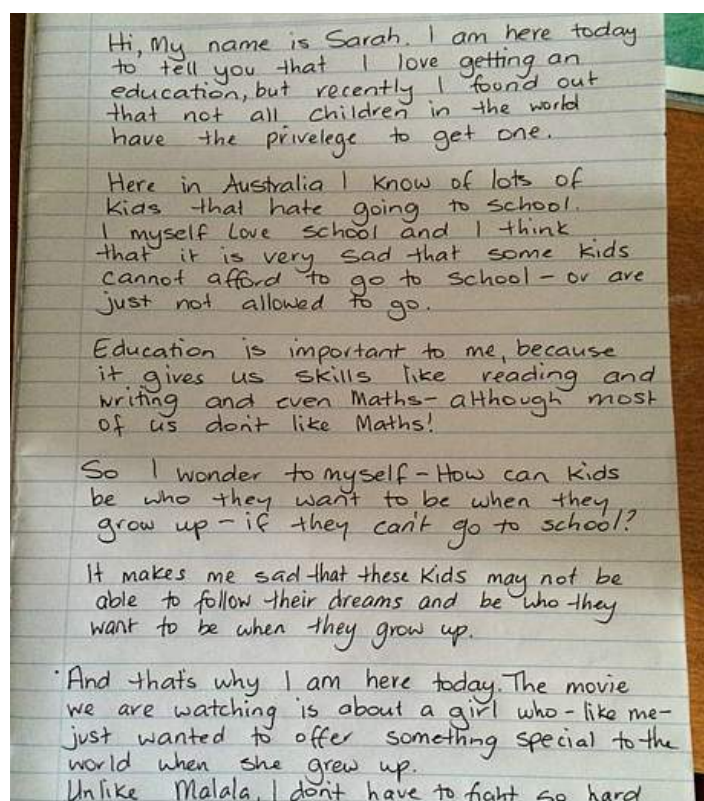 Hi, My name is Sarah. I am here today
to tell you that I love getting an
education, but recently I found out
that not all children in the world
have the privelege to get one.
Here in Australia I know of lots of
kids that hate going to school.
I myself love school and I think
that it is very sad that some kids
cannot afford to go to school - or are
just not allowed to go.
Education is important to me, because
it gives us skills like reading and
writing and even Maths - although most
of us don't like Maths!
So I wonder to myself - How can kids
be who they want to be when they
grow up - if they can't go to school?
It makes me sad that these kids may not be
able to follow their dreams and be who they
want to be when they grow up.
And that's why I am here today. The movie
we are watching is about a girl who - like me -
just wanted to offer somethng special to the
world when she grew up.
Unlike Malala, I don't have to fight so hard